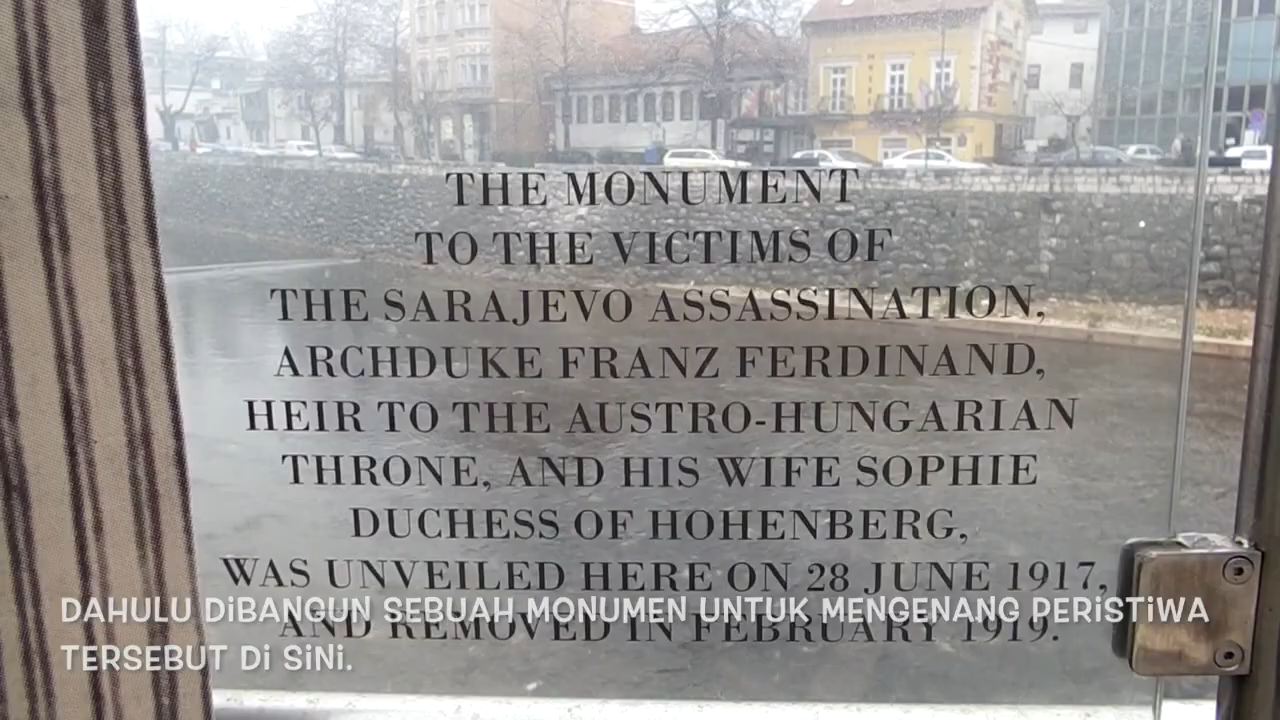 THE MONUMENT
TO THE VICTIMS OF
THE SARAJEVO ASSASSINATION,
ARCHDUKE FRANZ FERDINAND,
HEIR TO THE AUSTRO-HUNGARIAN
THRONE, AND HIS WIFE SOPHIE
DUCHESS OF HOHENBERG,
WAS UNVEILED HERE ON 28 JUNE 1917,
AND REMOVED IN FEBRUARY 1919.
DAHULU DiBANGUN SEBUAH MONUMEN UNTUK MENGENANG PERiSTiWA
TERSEBUT Di SiNi.